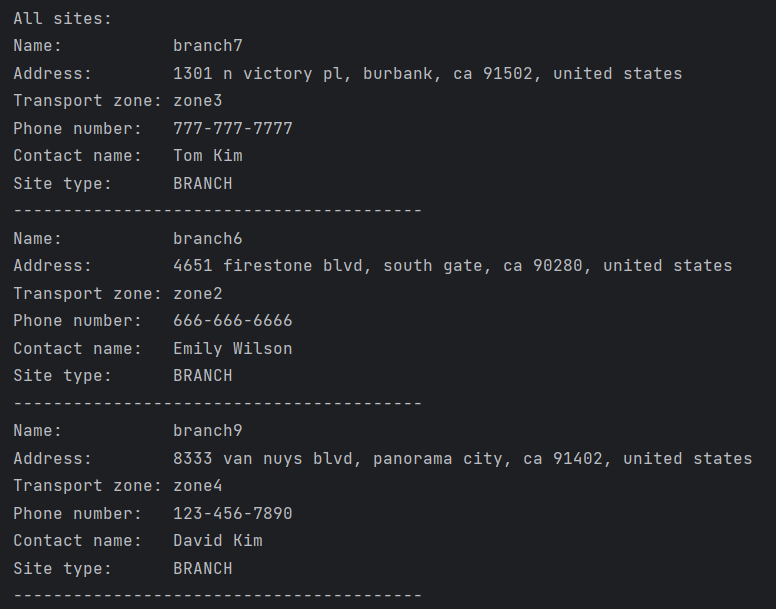 All sites:
Name:           branch7
Address:        1301 n victory pl, burbank, ca 91502, united states
Transport zone: zone3
Phone number:   777-777-7777
Contact name:   Tom Kim
Site type:      BRANCH
-----------------------------------------
Name:           branch6
Address:        4651 firestone blvd, south gate, ca 90280, united states
Transport zone: zone2
Phone number:   666-666-6666
Contact name:   Emily Wilson
Site type:      BRANCH
-----------------------------------------
Name:           branch9
Address:        8333 van nuys blvd, panorama city, ca 91402, united states
Transport zone: zone4
Phone number:   123-456-7890
Contact name:   David Kim
Site type:      BRANCH
-----------------------------------------